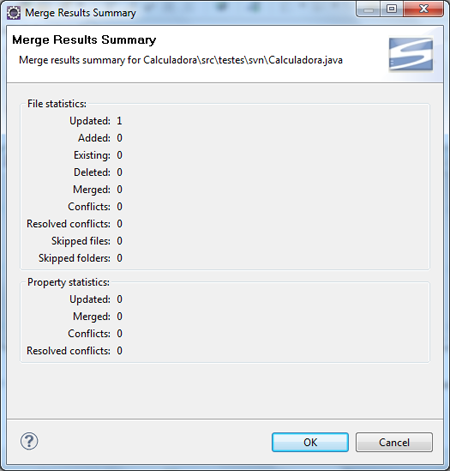 Merge Results Summary
Merge Results Summary
Merge results summary for Calculadora\src\testes\svn\Calculadora.java
File statistics:
Updated: 1
Added: 0
Existing: 0
Deleted: 0
Merged: 0
Conflicts: 0
Resolved conflicts: 0
Skipped files: 0
Skipped folders: 0
Property statistics:
Updated: 0
Merged: 0
Conflicts: 0
Resolved conflicts: 0
?
OK
Cancel